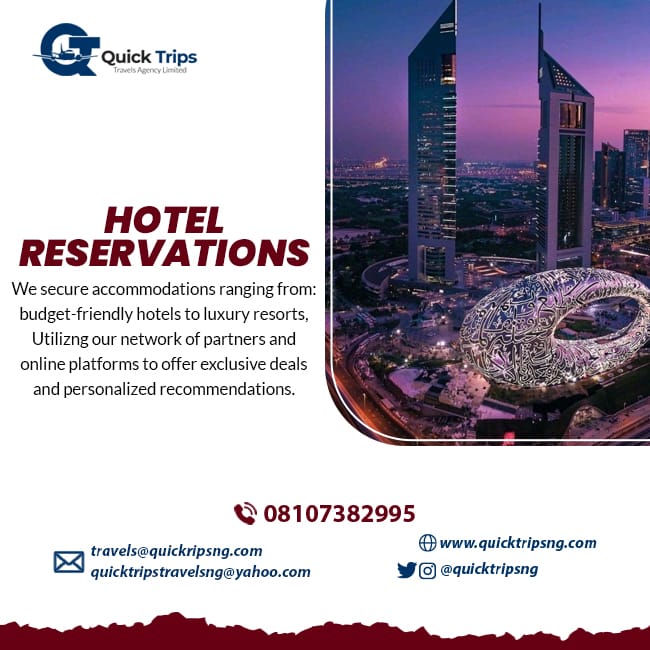 QT
Quick Trips
Travels Agency Limited
HOTEL
RESERVATIONS
We secure accommodations ranging from:
budget-friendly hotels to luxury resorts,
Utilizng our network of partners and
online platforms to offer exclusive deals
and personalized recommendations.
08107382995
travels@quickripsng.com
quicktripstravelsng@yahoo.com
www.quicktripsng.com
@quicktripsng